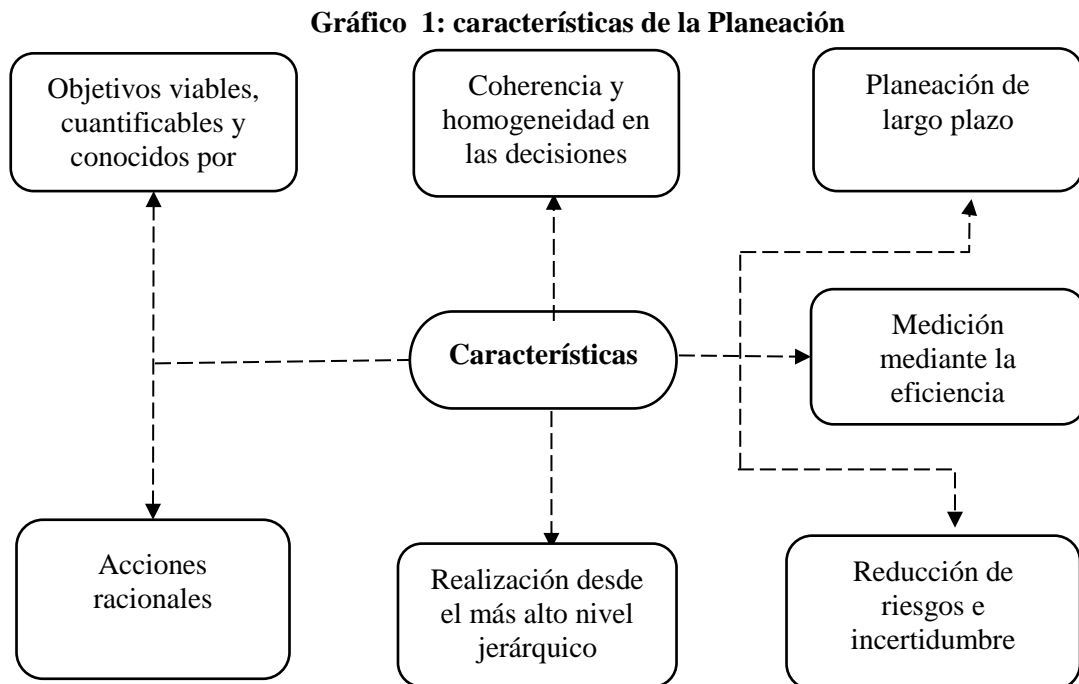 Gráfico 1: características de la Planeación
Objetivos viables,
cuantificables y
conocidos por
Coherencia y
homogeneidad en
las decisiones
Planeación de
largo plazo
Características
Medición
mediante la
eficiencia
Acciones
racionales
Realización desde
el más alto nivel
jerárquico
Reducción de
riesgos e
incertidumbre